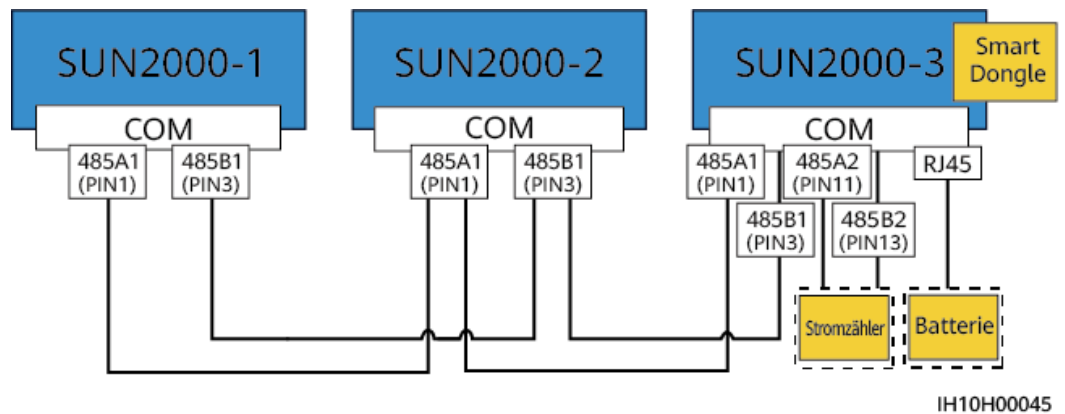 SUN2000-1
SUN2000-2
SUN2000-3
Smart
Dongle
COM
COM
COM
485A1
(PIN1)
485B1
(PIN3)
485A1
(PIN1)
485B1
(PIN3)
485A1
(PIN1)
485A2
(PIN11)
RJ45
485B1
(PIN3)
485B2
(PIN13)
Stromzähler
Batterie
IH10H00045